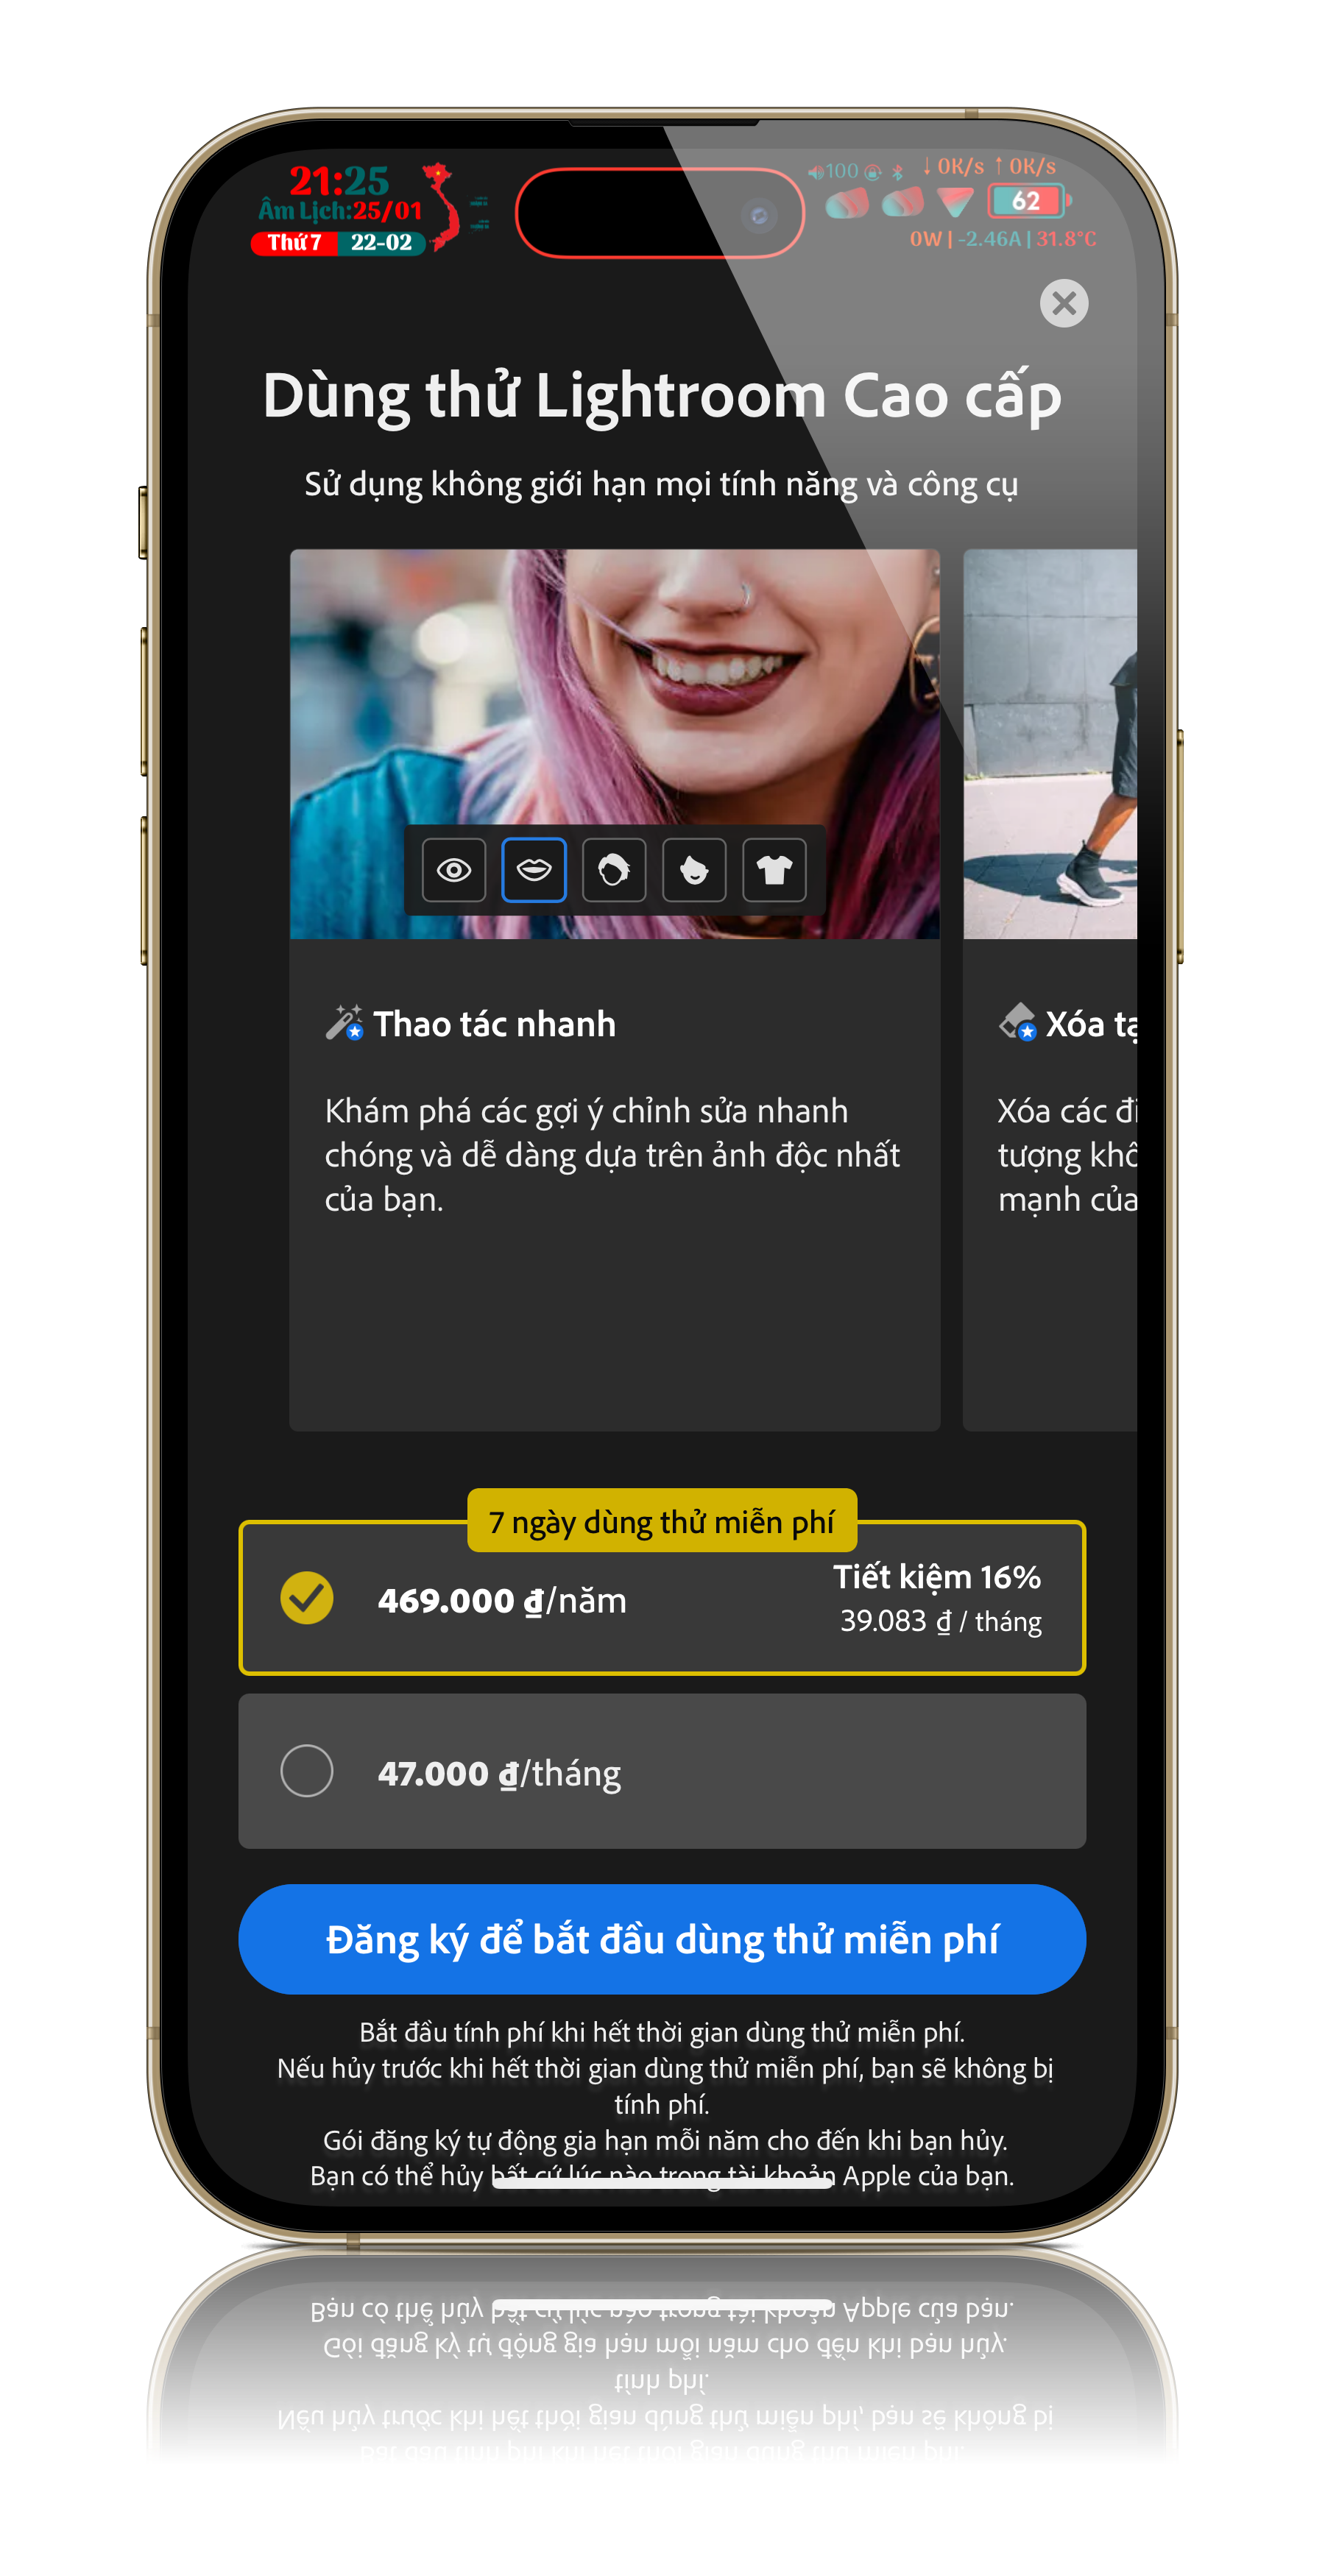 21:25
Âm Lịch:25/01
Thứ 7 22-02
100 ↓ 0K/s ↑ 0K/s
62
0W | -2.46A | 31.8°C
Dùng thử Lightroom Cao cấp
Sử dụng không giới hạn mọi tính năng và công cụ
Thao tác nhanh
Khám phá các gợi ý chỉnh sửa nhanh
chóng và dễ dàng dựa trên ảnh độc nhất
của bạn.
Xóa
Xóa các
tượng
mạnh của
7 ngày dùng thử miễn phí
469.000 ₫/năm
Tiết kiệm 16%
39.083 ₫ / tháng
47.000 ₫/tháng
Đăng ký để bắt đầu dùng thử miễn phí
Bắt đầu tính phí khi hết thời gian dùng thử miễn phí.
Nếu hủy trước khi hết thời gian dùng thử miễn phí, bạn sẽ không bị
tính phí.
Gói đăng ký tự động gia hạn mỗi năm cho đến khi bạn hủy.
Bạn có thể hủy bất cứ lúc nào trong tài khoản Apple của bạn.